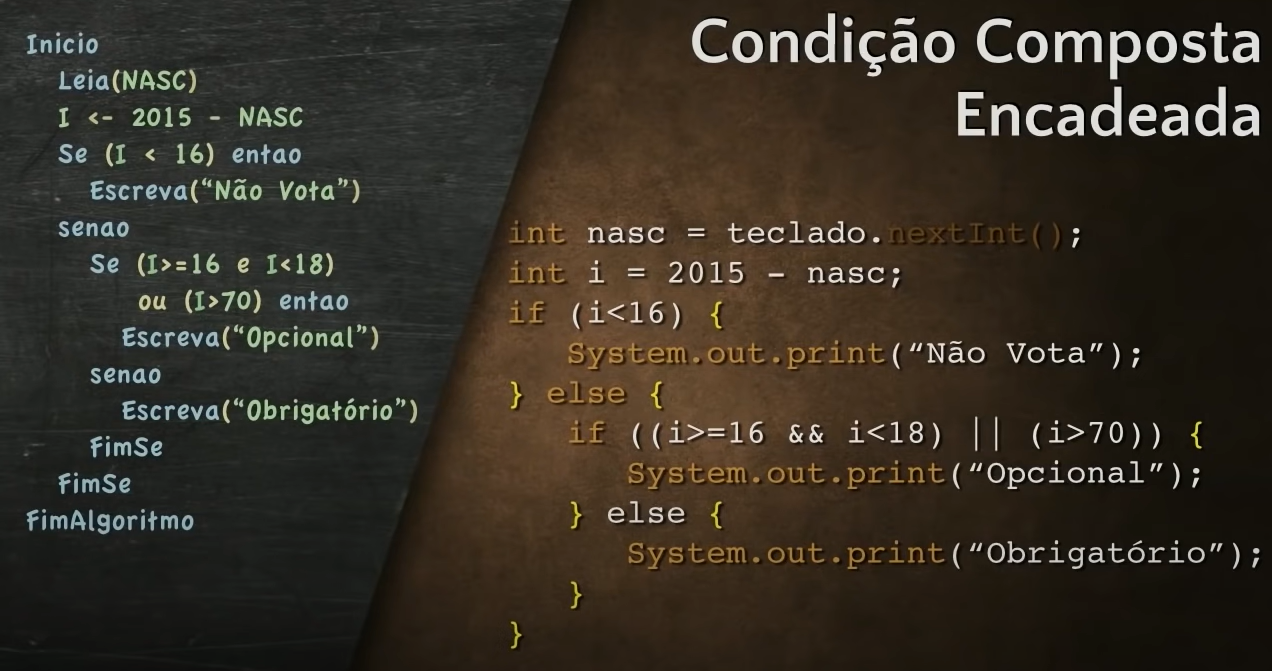 Condição Composta
Encadeada
Inicio
Leia(NASC)
I <- 2015 - NASC
Se (I < 16) entao
Escreva(“Não Vota”)
senao
Se (I>=16 e I<18)
ou (I>70) entao
Escreva(“Opcional”)
senao
Escreva(“Obrigatório”)
FimSe
FimSe
FimAlgoritmo
int nasc = teclado.nextInt();
int i = 2015 - nasc;
if (i<16) {
System.out.print(“Não Vota”);
} else {
if ((i>=16 && i<18) || (i>70)) {
System.out.print(“Opcional”);
} else {
System.out.print(“Obrigatório”);
}
}